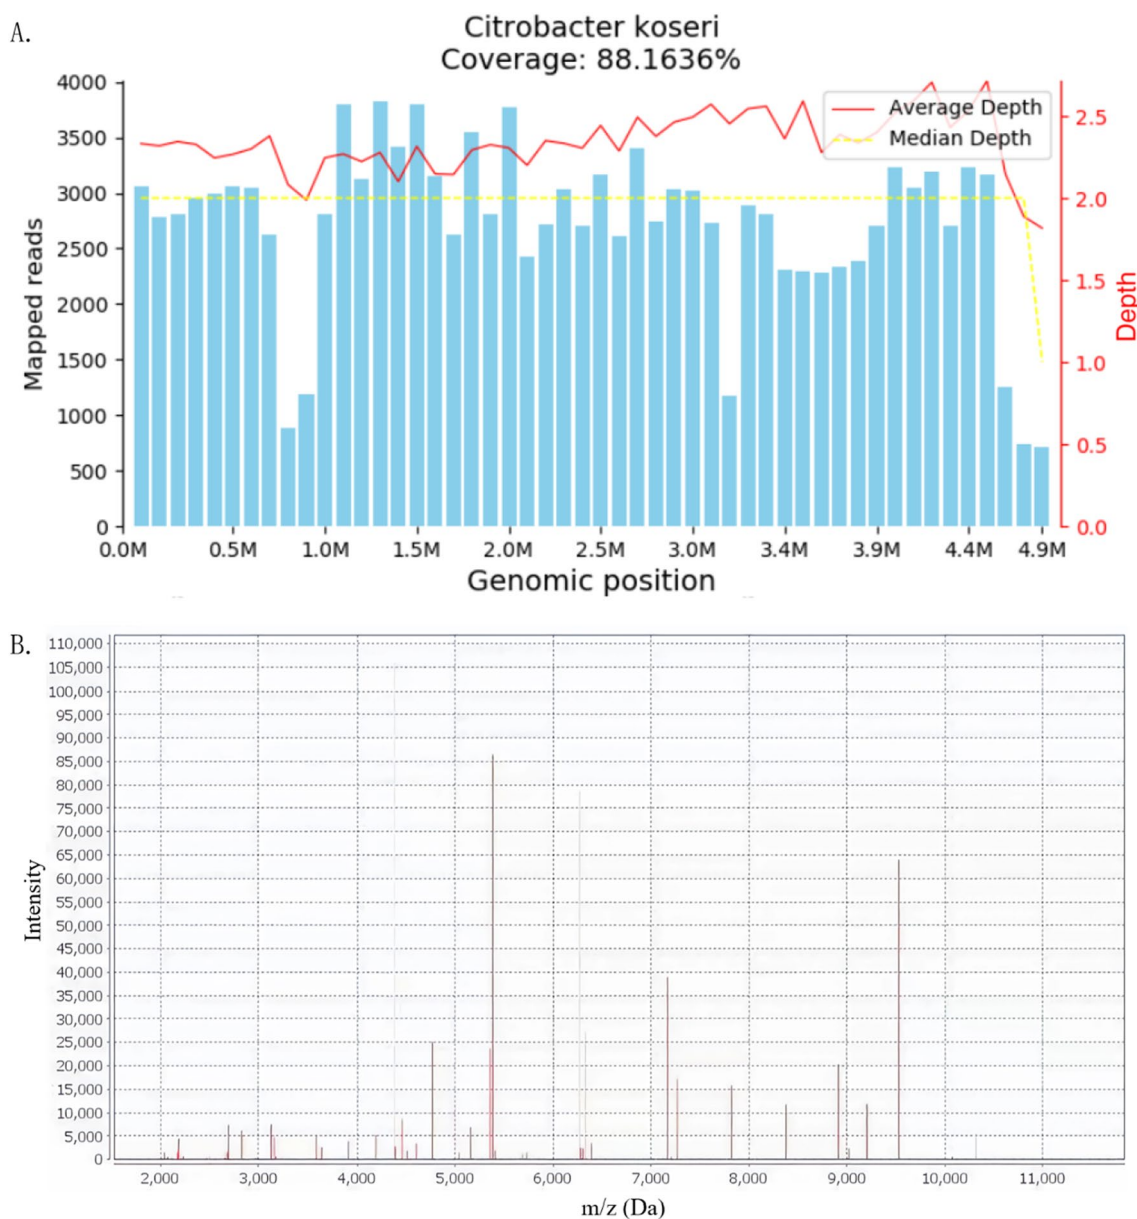 A.
Citrobacter koseri
Coverage: 88.1636%
Average Depth
Median Depth
Mapped reads
4000
3500
3000
2500
2000
1500
1000
500
0
2.5
2.0
1.5
1.0
0.5
0.0
Depth
0.0M 0.5M 1.0M 1.5M 2.0M 2.5M 3.0M 3.4M 3.9M 4.4M 4.9M
Genomic position
B.
Intensity
110,000
105,000
100,000
95,000
90,000
85,000
80,000
75,000
70,000
65,000
60,000
55,000
50,000
45,000
40,000
35,000
30,000
25,000
20,000
15,000
10,000
5,000
0
2,000 3,000 4,000 5,000 6,000 7,000 8,000 9,000 10,000 11,000
m/z (Da)